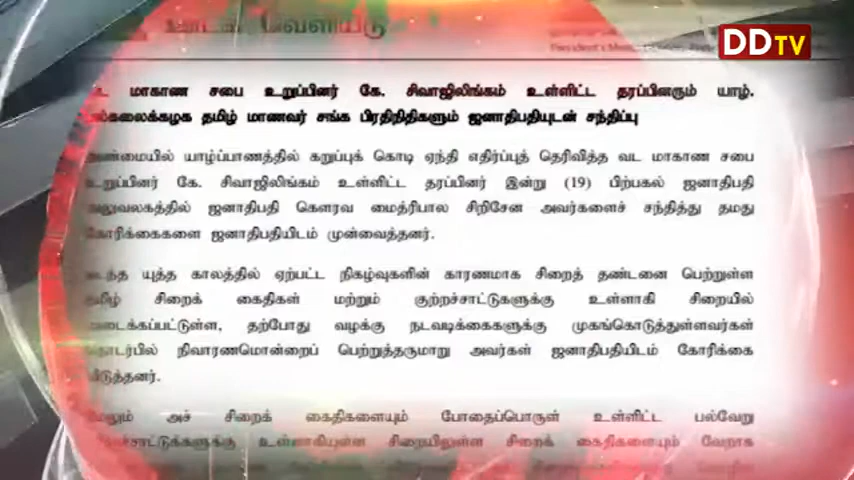 DDTV
மாகாண சபை உறுப்பினர் கே. சிவாஜிலிங்கம் உள்ளிட்ட தரப்பினரும் யாழ்.
தமிழ் மாணவர் சங்க பிரதிநிதிகளும் ஜனாதிபதியுடன் சந்திப்பு
அண்மையில் யாழ்ப்பாணத்தில் கறுப்புக் கொடி ஏந்தி எதிர்ப்புத் தெரிவித்த வட மாகாண சபை
உறுப்பினர் கே. சிவாஜிலிங்கம் உள்ளிட்ட தரப்பினர் இன்று (19) பிற்பகல் ஜனாதிபதி
அலுவலகத்தில் ஜனாதிபதி கௌரவ மைத்ரிபால சிறிசேன அவர்களைச் சந்தித்து தமது
கோரிக்கைகளை ஜனாதிபதியிடம் முன்வைத்தனர்.
கடந்த யுத்த காலத்தில் ஏற்பட்ட நிகழ்வுகளின் காரணமாக சிறைத் தண்டனை பெற்றுள்ள
தமிழ் சிறைக் கைதிகள் மற்றும் குற்றச்சாட்டுகளுக்கு உள்ளாகி சிறையில்
அடைக்கப்பட்டுள்ள, தற்போது வழக்கு நடவடிக்கைகளுக்கு முகங்கொடுத்துள்ளவர்கள்
தொடர்பில் நிவாரணமொன்றைப் பெற்றுத்தருமாறு அவர்கள் ஜனாதிபதியிடம் கோரிக்கை
விடுத்தனர்.
மேலும் அச் சிறைக் கைதிகளையும் போதைப்பொருள் உள்ளிட்ட பல்வேறு
குற்றச்சாட்டுக்களுக்கு உள்ளாகியுள்ள சிறையிலுள்ள சிறைக் கைதிகளையும் வேறாக